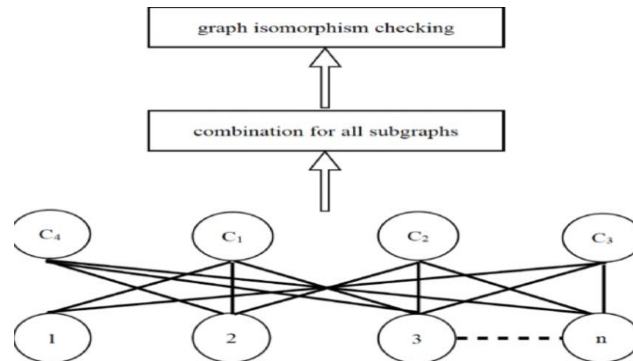 graph isomorphism checking
combination for all subgraphs
C₄ C₁ C₂ C₃
1 2 3 n